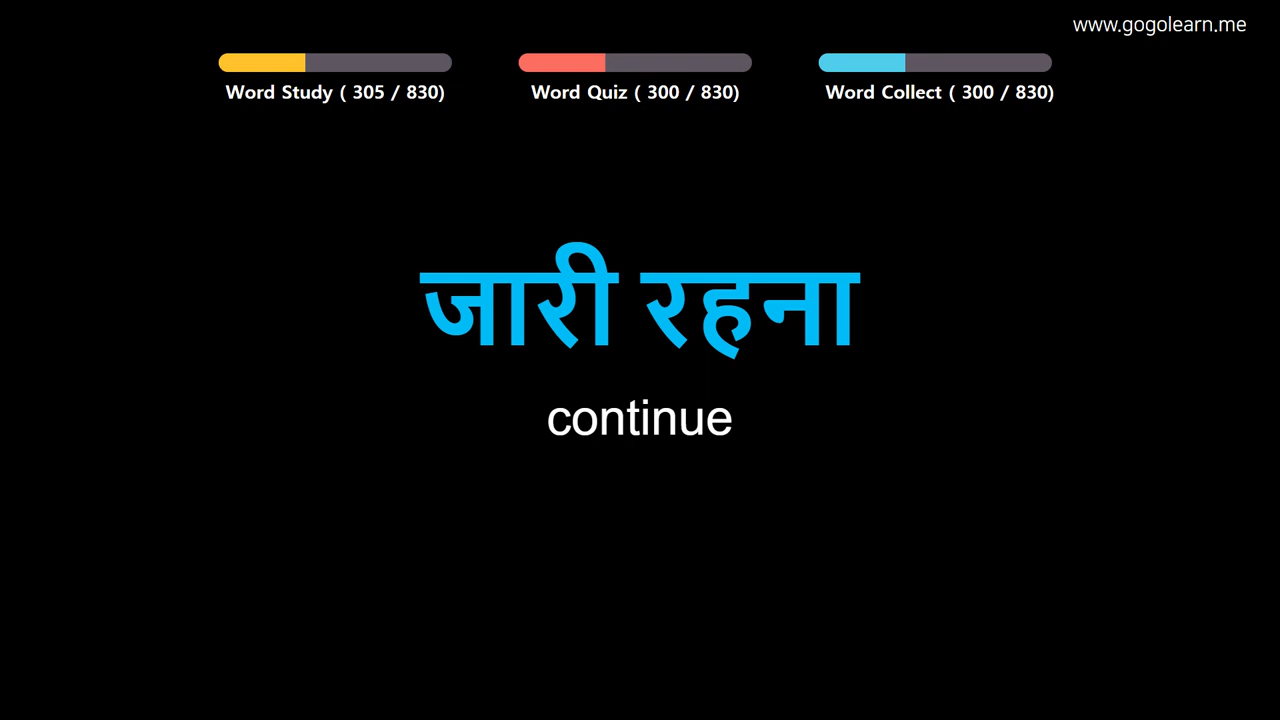 www.gogolearn.me
Word Study ( 305 / 830)
Word Quiz ( 300 / 830)
Word Collect ( 300 / 830)
जारी रहना
continue